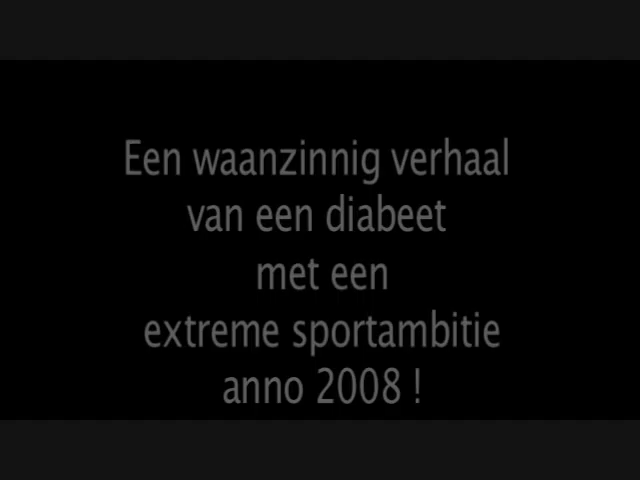 Een waanzinnig verhaal
van een diabeet
met een
extreme sportambitie
anno 2008 !